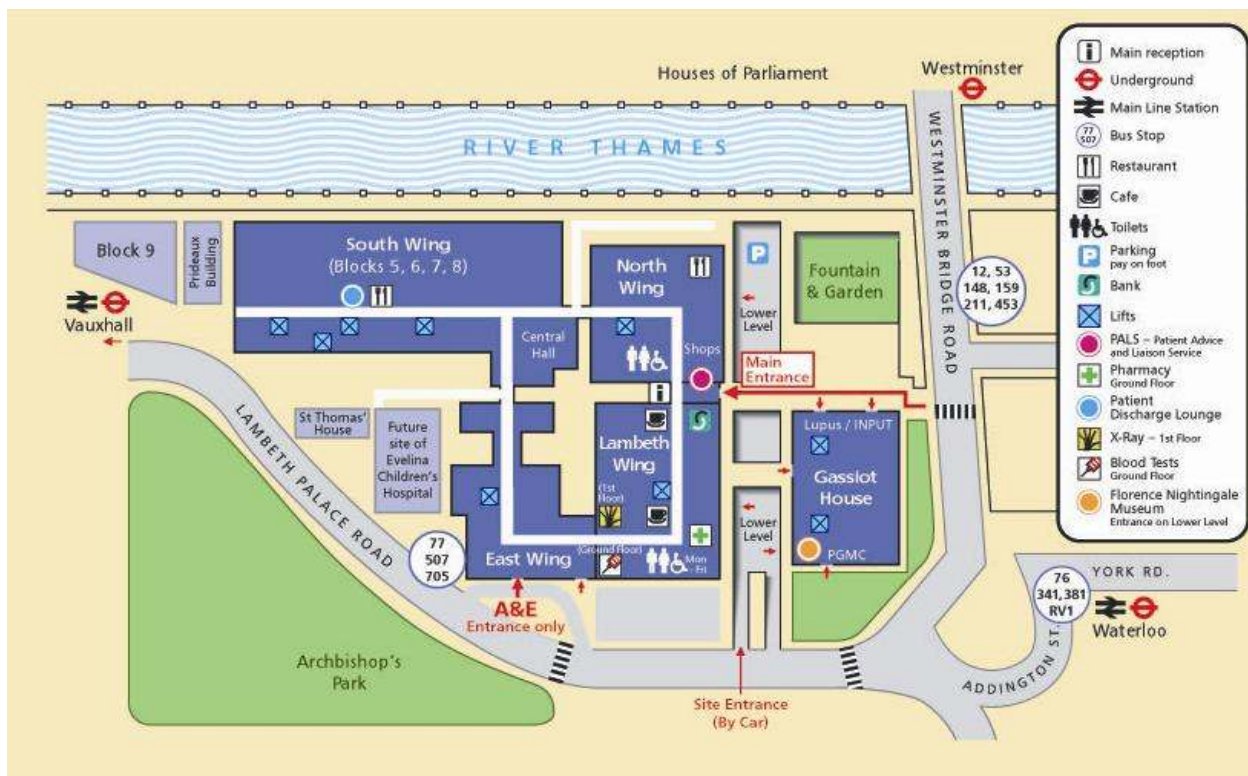 Houses of Parliament
Westminster
RIVER THAMES
WESTMINSTER BRIDGE ROAD
Block 9
Prideaux
Building
South Wing
(Blocks 5, 6, 7, 8)
North
Wing
P
Fountain
& Garden
12, 53
148, 159
211, 453
Vauxhall
Lower
Level
Central
Hall
Shops
Main
Entrance
i
St Thomas'
House
Future
site of
Evelina
Children's
Hospital
Lambeth
Wing
(1st
Floor)
Lupus / INPUT
Gassiot
House
PGMC
Lower
Level
LAMBETH PALACE ROAD
77
507
705
East Wing
(Ground Floor)
Mon
- Fri
A&E
Entrance only
Archbishop's
Park
Site Entrance
(By Car)
76
341,381
RV1
YORK RD.
Waterloo
ADDINGTON ST.
i
Main reception
Underground
Main Line Station
77
507
Bus Stop
Restaurant
Cafe
Toilets
P
Parking
pay on foot
Bank
Lifts
PALS – Patient Advice
and Liaison Service
Pharmacy
Ground Floor
Patient
Discharge Lounge
X-Ray – 1st Floor
Blood Tests
Ground Floor
Florence Nightingale
Museum
Entrance on Lower Level